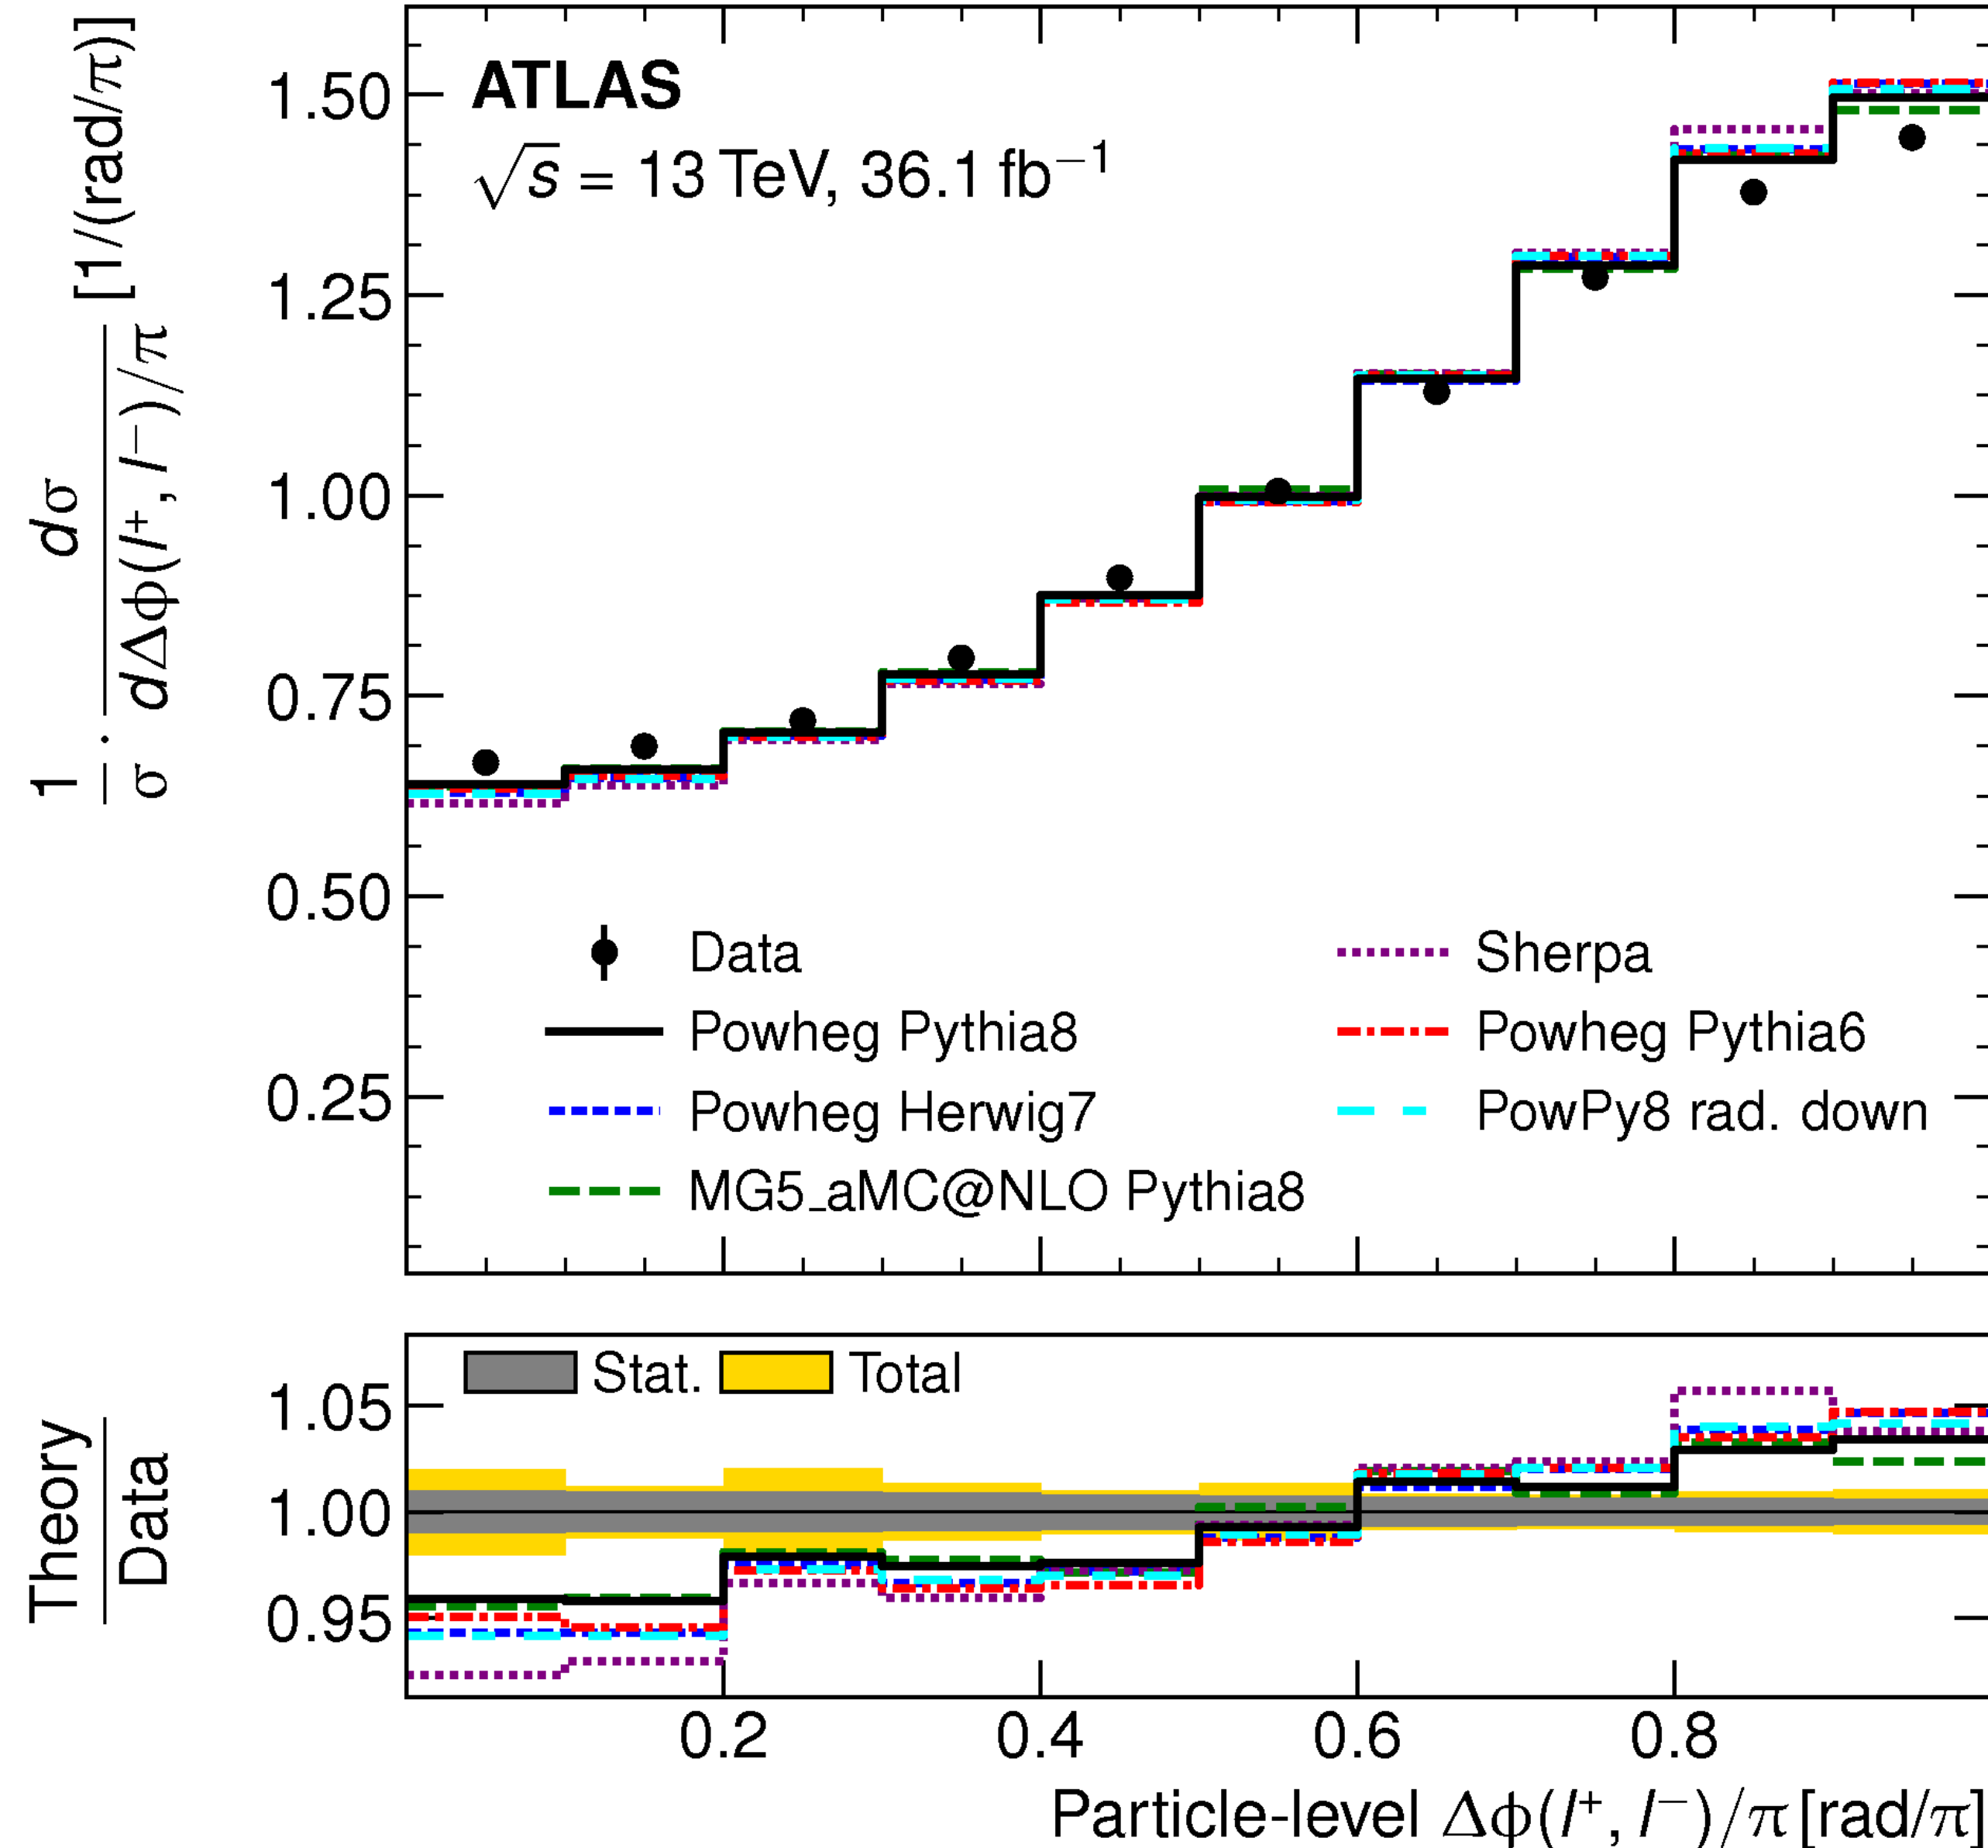 ATLAS
√s = 13 TeV, 36.1 fb⁻¹
1/σ · dσ/dΔϕ(l⁺, l⁻)/π [1/(rad/π)]
1.50
1.25
1.00
0.75
0.50
0.25
Data
Powheg Pythia8
Powheg Herwig7
MG5_aMC@NLO Pythia8
Sherpa
Powheg Pythia6
PowPy8 rad. down
Stat.
Total
Theory
Data
1.05
1.00
0.95
0.2
0.4
0.6
0.8
Particle-level Δϕ(l⁺, l⁻)/π[rad/π]